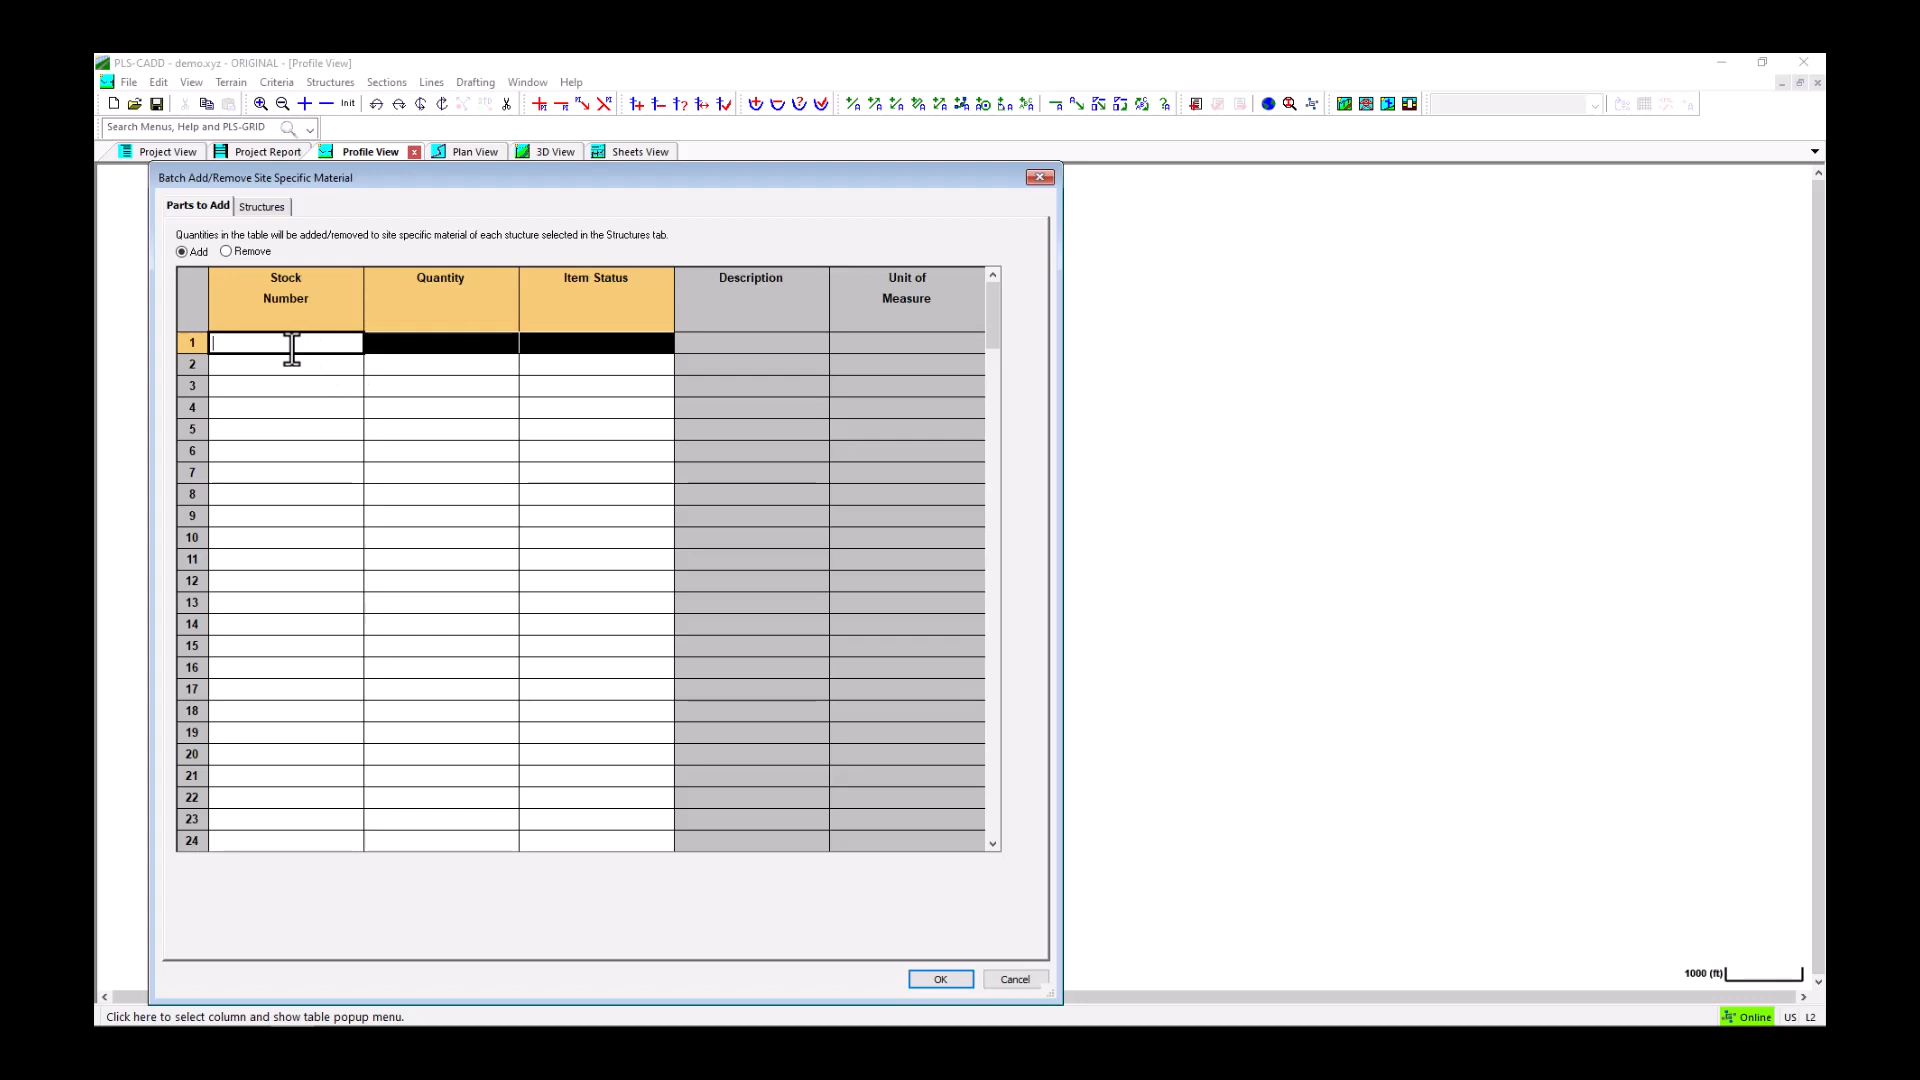 PLS-CADD - demo.xyz - ORIGINAL - [Profile View]
File Edit View Terrain Criteria Structures Sections Lines Drafting Window Help
Init
Search Menus, Help and PLS-GRID
Project View Project Report Profile View Plan View 3D View Sheets View
Batch Add/Remove Site Specific Material
Parts to Add Structures
Quantities in the table will be added/removed to site specific material of each stucture selected in the Structures tab.
Add Remove
Stock Number Quantity Item Status Description Unit of Measure
1
2
3
4
5
6
7
8
9
10
11
12
13
14
15
16
17
18
19
20
21
22
23
24
OK Cancel
1000 (ft)
Click here to select column and show table popup menu.
Online US L2